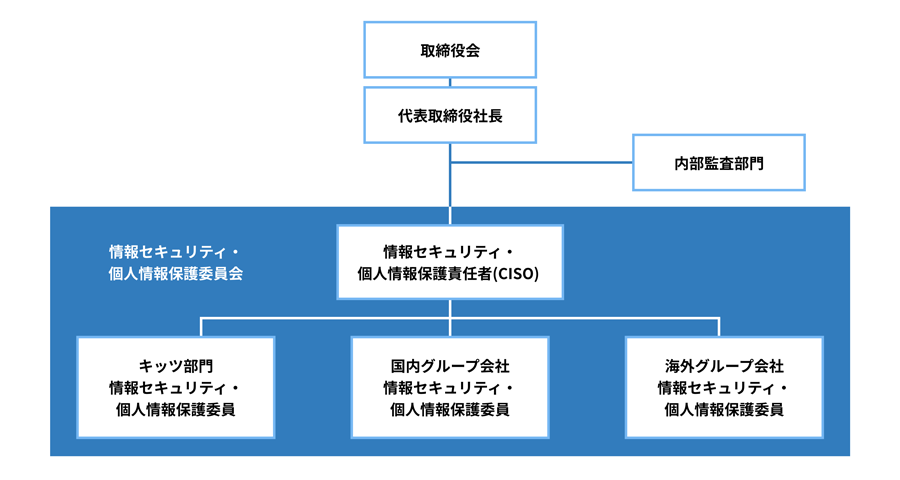 取締役会
代表取締役社長
内部監査部門
情報セキュリティ・
個人情報保護委員会
情報セキュリティ・
個人情報保護責任者(CISO)
キッツ部門
情報セキュリティ・
個人情報保護委員
国内グループ会社
情報セキュリティ・
個人情報保護委員
海外グループ会社
情報セキュリティ・
個人情報保護委員